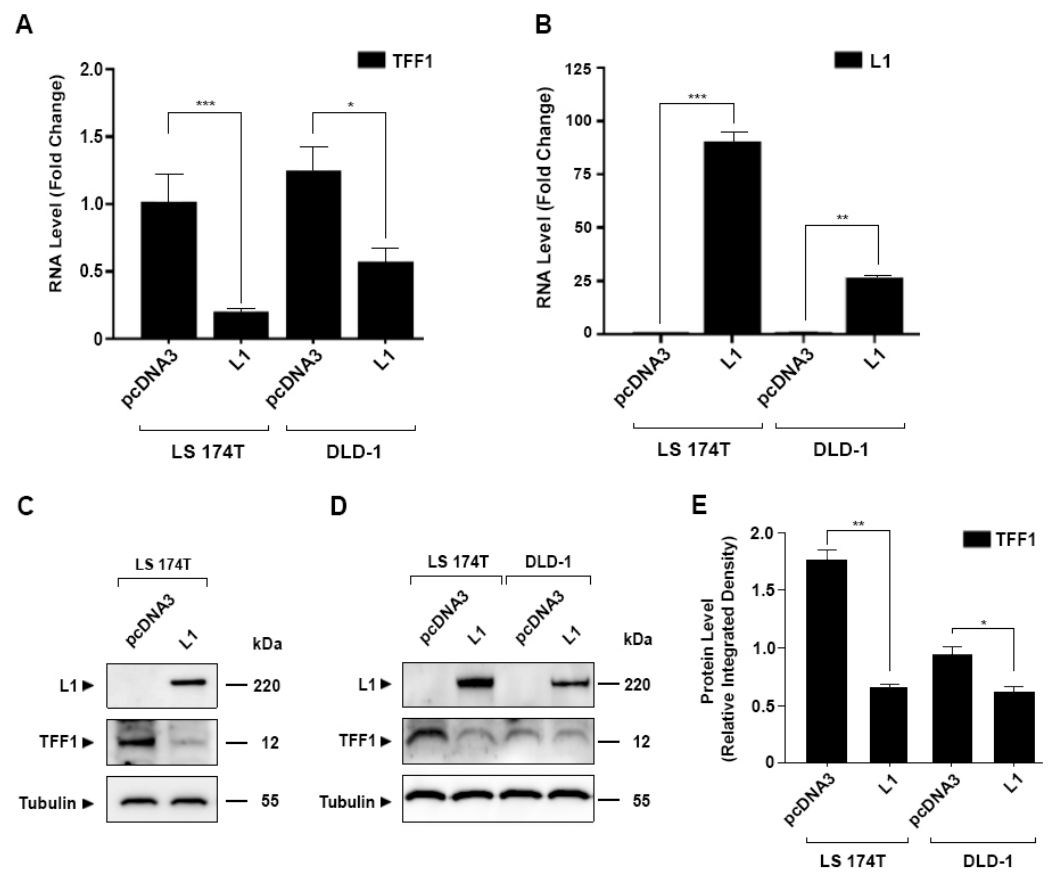 A
TFF1
RNA Level (Fold Change)
2.0
1.5
1.0
0.5
0
***
*
pcDNA3
L1
pcDNA3
L1
LS 174T
DLD-1
B
L1
RNA Level (Fold Change)
125
100
75
50
25
0
***
**
pcDNA3
L1
pcDNA3
L1
LS 174T
DLD-1
C
LS 174T
pcDNA3
L1
kDa
L1
220
TFF1
12
Tubulin
55
D
LS 174T
DLD-1
pcDNA3
L1
pcDNA3
L1
kDa
L1
220
TFF1
12
Tubulin
55
E
TFF1
Protein Level
(Relative Integrated Density)
2.0
1.5
1.0
0.5
0
**
*
pcDNA3
L1
pcDNA3
L1
LS 174T
DLD-1